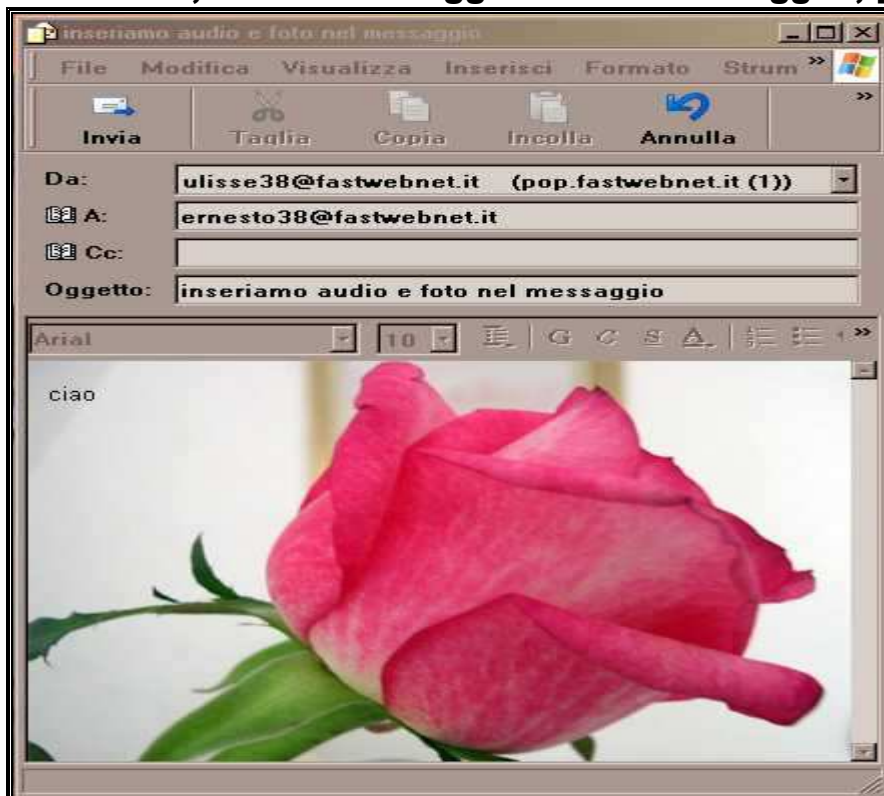 inseriamo audio e foto nel messaggio
File Modifica Visualizza Inserisci Formato Strum »
Invia Taglia Copia Incolla Annulla »
Da: ulisse38@fastwebnet.it (pop.fastwebnet.it (1))
A: ernesto38@fastwebnet.it
Cc:
Oggetto: inseriamo audio e foto nel messaggio
Arial 10 G C S A »
ciao